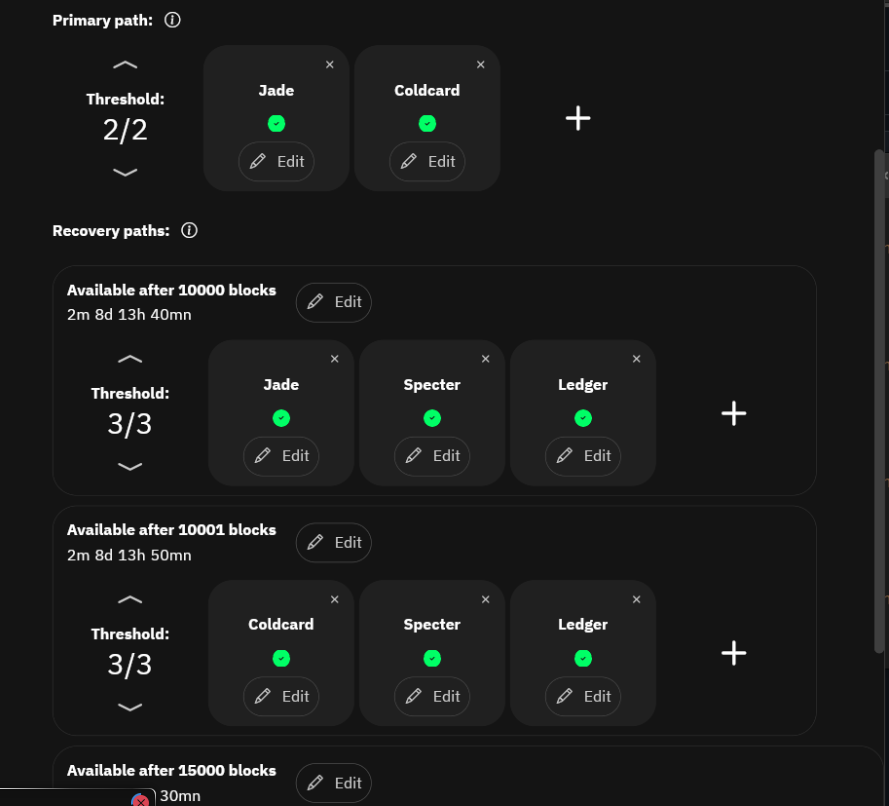 Primary path:
Threshold:
2/2
Jade
Edit
Coldcard
Edit
Recovery paths:
Available after 10000 blocks
2m 8d 13h 40mn
Edit
Threshold:
3/3
Jade
Edit
Specter
Edit
Ledger
Edit
Available after 10001 blocks
2m 8d 13h 50mn
Edit
Threshold:
3/3
Coldcard
Edit
Specter
Edit
Ledger
Edit
Available after 15000 blocks
30mn
Edit